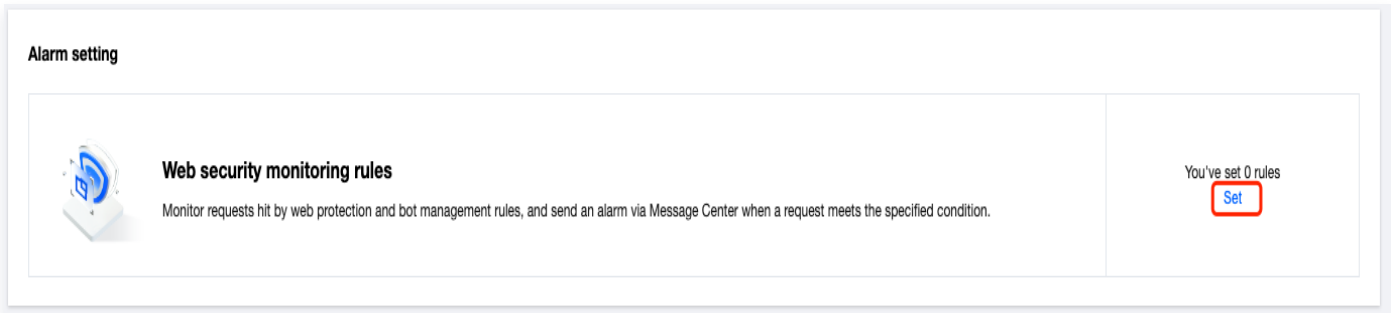 Alarm setting
Web security monitoring rules
Monitor requests hit by web protection and bot management rules, and send an alarm via Message Center when a request meets the specified condition.
You've set 0 rules
Set